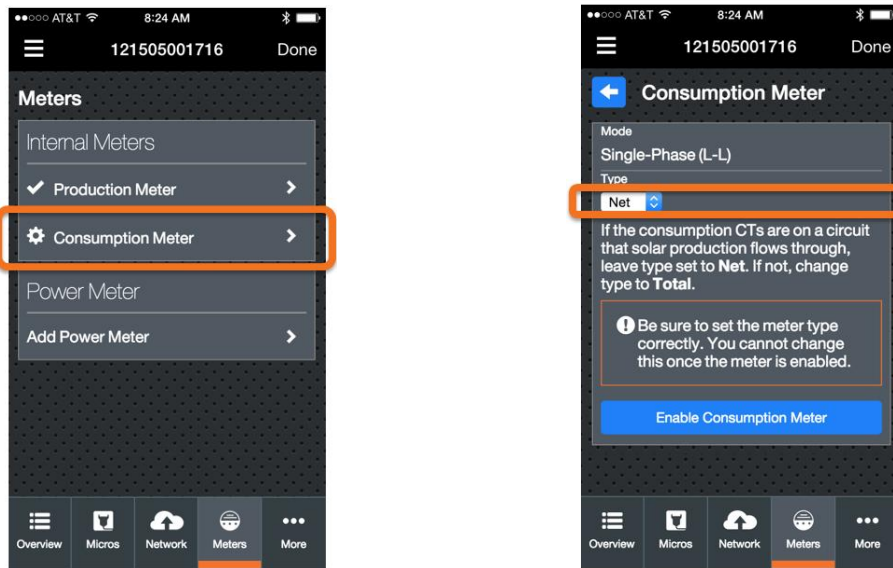 ●●○○○ AT&T 8:24 AM
121505001716 Done
Meters
Internal Meters
Production Meter
Consumption Meter
Power Meter
Add Power Meter
Overview Micros Network Meters More
●●○○○ AT&T 8:24 AM
121505001716 Done
Consumption Meter
Mode
Single-Phase (L-L)
Type
Net
If the consumption CTs are on a circuit
that solar production flows through,
leave type set to Net. If not, change
type to Total.
Be sure to set the meter type
correctly. You cannot change
this once the meter is enabled.
Enable Consumption Meter
Overview Micros Network Meters More